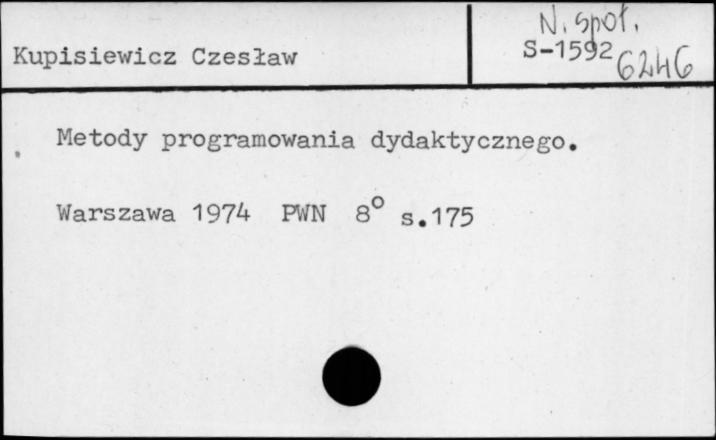 N. społ.
Kupisiewicz Czesław
S-1592
6246
Metody programowania dydaktycznego.
Warszawa 1974 PWN 8° s.175